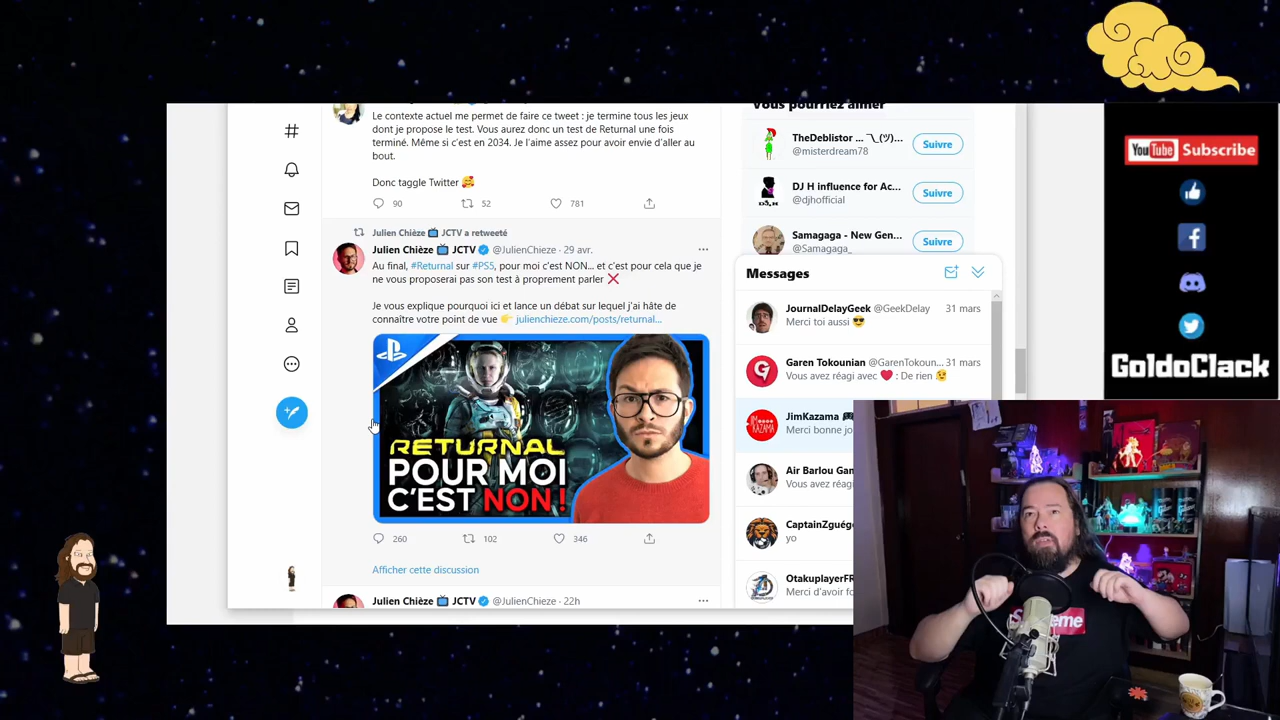 Vous pourriez aimer
Le contexte actuel me permet de faire ce tweet : je termine tous les jeux
dont je propose le test. Vous aurez donc un test de Returnal une fois
terminé. Même si c'est en 2034. Je l'aime assez pour avoir envie d'aller au
bout.
Donc taggle Twitter
90 52 781
Julien Chièze JCTV a retweeté
Julien Chièze JCTV @JulienChieze · 29 avr.
Au final, #Returnal sur #PS5, pour moi c'est NON... et c'est pour cela que je
ne vous proposerai pas son test à proprement parler
Je vous explique pourquoi ici et lance un débat sur lequel j'ai hâte de
connaître votre point de vue julienchieze.com/posts/returnal...
RETURNAL
POUR MOI
C'EST NON !
260 102 346
Afficher cette discussion
Julien Chièze JCTV @JulienChieze · 22h
TheDeblistor ... ¯\_(ツ)...
@misterdream78
Suivre
DJ H influence for Ac...
@djhofficial
Suivre
Samagaga - New Gen...
@Samagaga_
Suivre
Messages
JournalDelayGeek @GeekDelay 31 mars
Merci toi aussi
Garen Tokounian @GarenTokoun... 31 mars
Vous avez réagi avec : De rien
JimKazama
Merci bonne jo
Air Barlou Gam
Vous avez réagi
CaptainZguég
yo
OtakuplayerFR
Merci d'avoir fo
YouTube Subscribe
GoldoClack